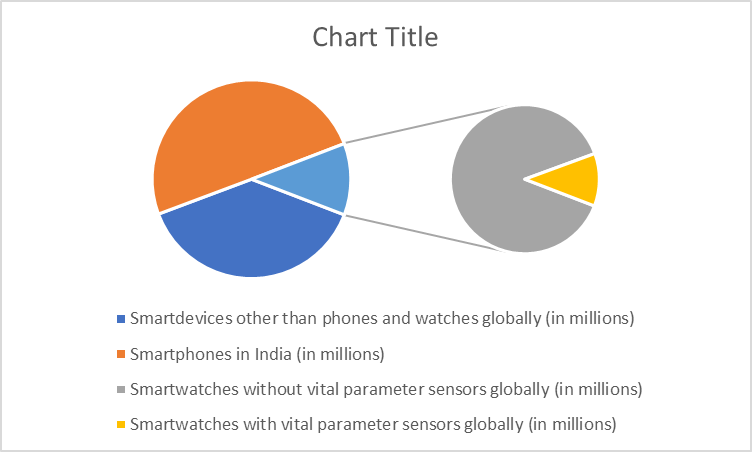 Chart Title
Smartdevices other than phones and watches globally (in millions)
Smartphones in India (in millions)
Smartwatches without vital parameter sensors globally (in millions)
Smartwatches with vital parameter sensors globally (in millions)